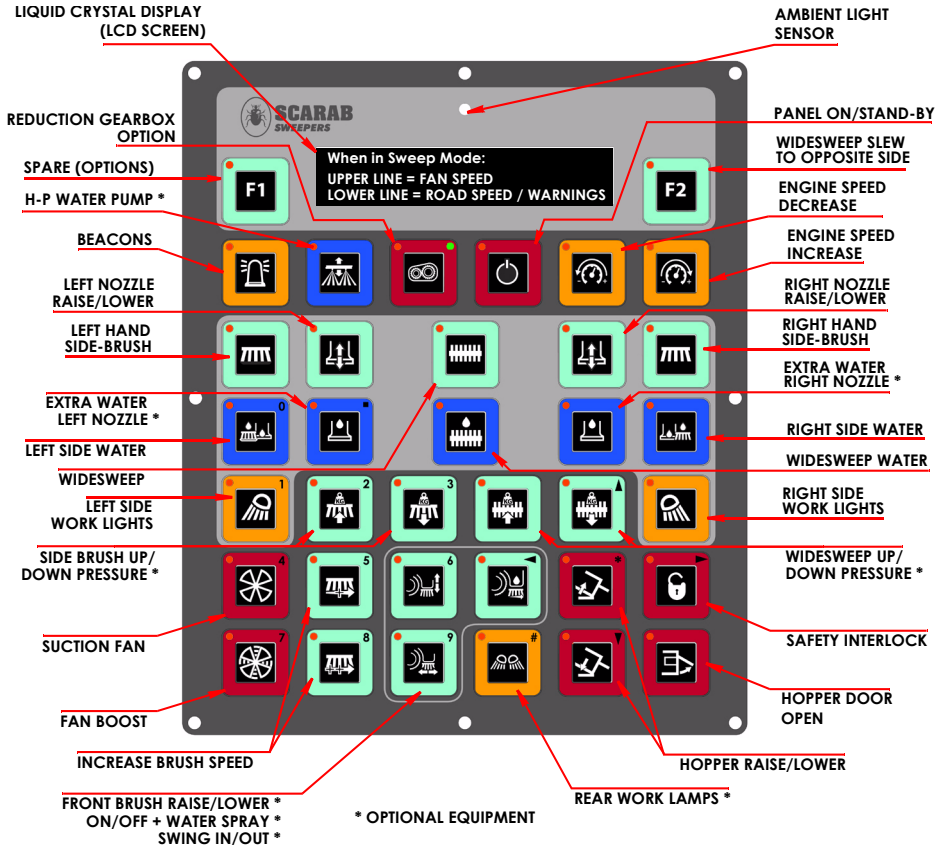 LIQUID CRYSTAL DISPLAY
(LCD SCREEN)
AMBIENT LIGHT
SENSOR
REDUCTION GEARBOX
OPTION
PANEL ON/STAND-BY
SCARAB
SWEEPERS
SPARE (OPTIONS)
H-P WATER PUMP *
When in Sweep Mode:
UPPER LINE = FAN SPEED
LOWER LINE = ROAD SPEED / WARNINGS
WIDESWEEP SLEW
TO OPPOSITE SIDE
F1
F2
ENGINE SPEED
DECREASE
BEACONS
ENGINE SPEED
INCREASE
LEFT NOZZLE
RAISE/LOWER
RIGHT NOZZLE
RAISE/LOWER
LEFT HAND
SIDE-BRUSH
RIGHT HAND
SIDE-BRUSH
EXTRA WATER
LEFT NOZZLE *
EXTRA WATER
RIGHT NOZZLE *
0
LEFT SIDE WATER
RIGHT SIDE WATER
WIDESWEEP
WIDESWEEP WATER
LEFT SIDE
WORK LIGHTS
1
2
KG
3
KG
KG
KG
RIGHT SIDE
WORK LIGHTS
SIDE BRUSH UP/
DOWN PRESSURE *
WIDESWEEP UP/
DOWN PRESSURE *
4
5
6
*
SUCTION FAN
SAFETY INTERLOCK
7
8
9
#
FAN BOOST
HOPPER DOOR
OPEN
INCREASE BRUSH SPEED
HOPPER RAISE/LOWER
FRONT BRUSH RAISE/LOWER *
ON/OFF + WATER SPRAY *
SWING IN/OUT *
* OPTIONAL EQUIPMENT
REAR WORK LAMPS *